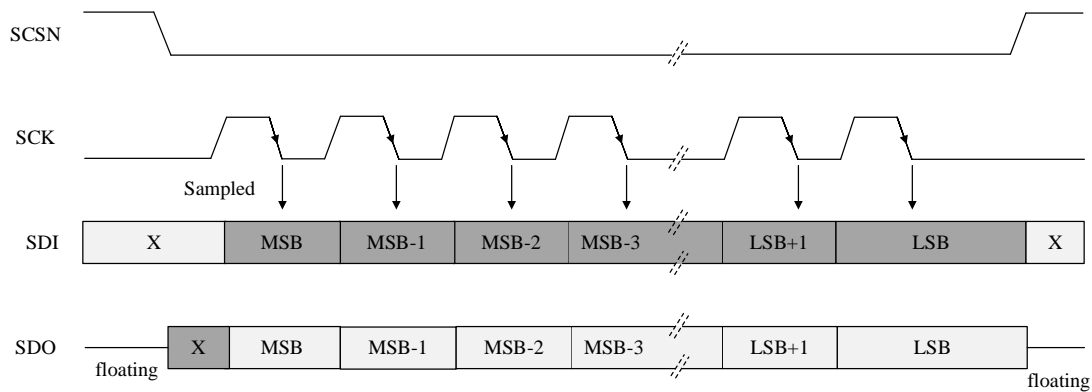 SCSN
SCK
Sampled
SDI X MSB MSB-1 MSB-2 MSB-3 LSB+1 LSB X
SDO X MSB MSB-1 MSB-2 MSB-3 LSB+1 LSB
floating floating